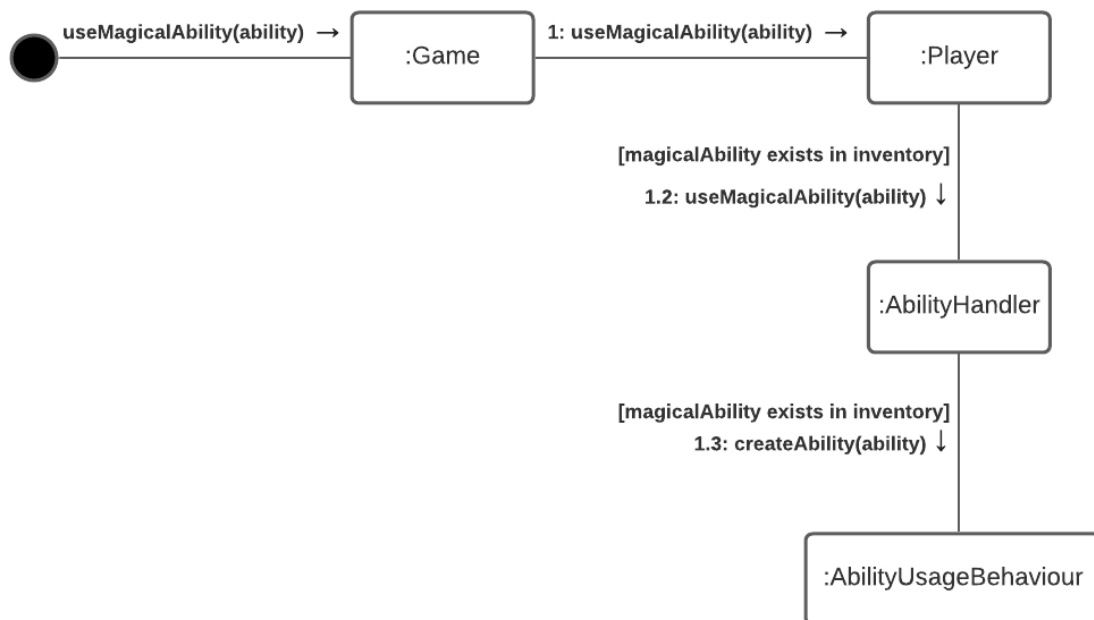 useMagicalAbility(ability) →
:Game
1: useMagicalAbility(ability) →
:Player
[magicalAbility exists in inventory]
1.2: useMagicalAbility(ability) ↓
:AbilityHandler
[magicalAbility exists in inventory]
1.3: createAbility(ability) ↓
:AbilityUsageBehaviour